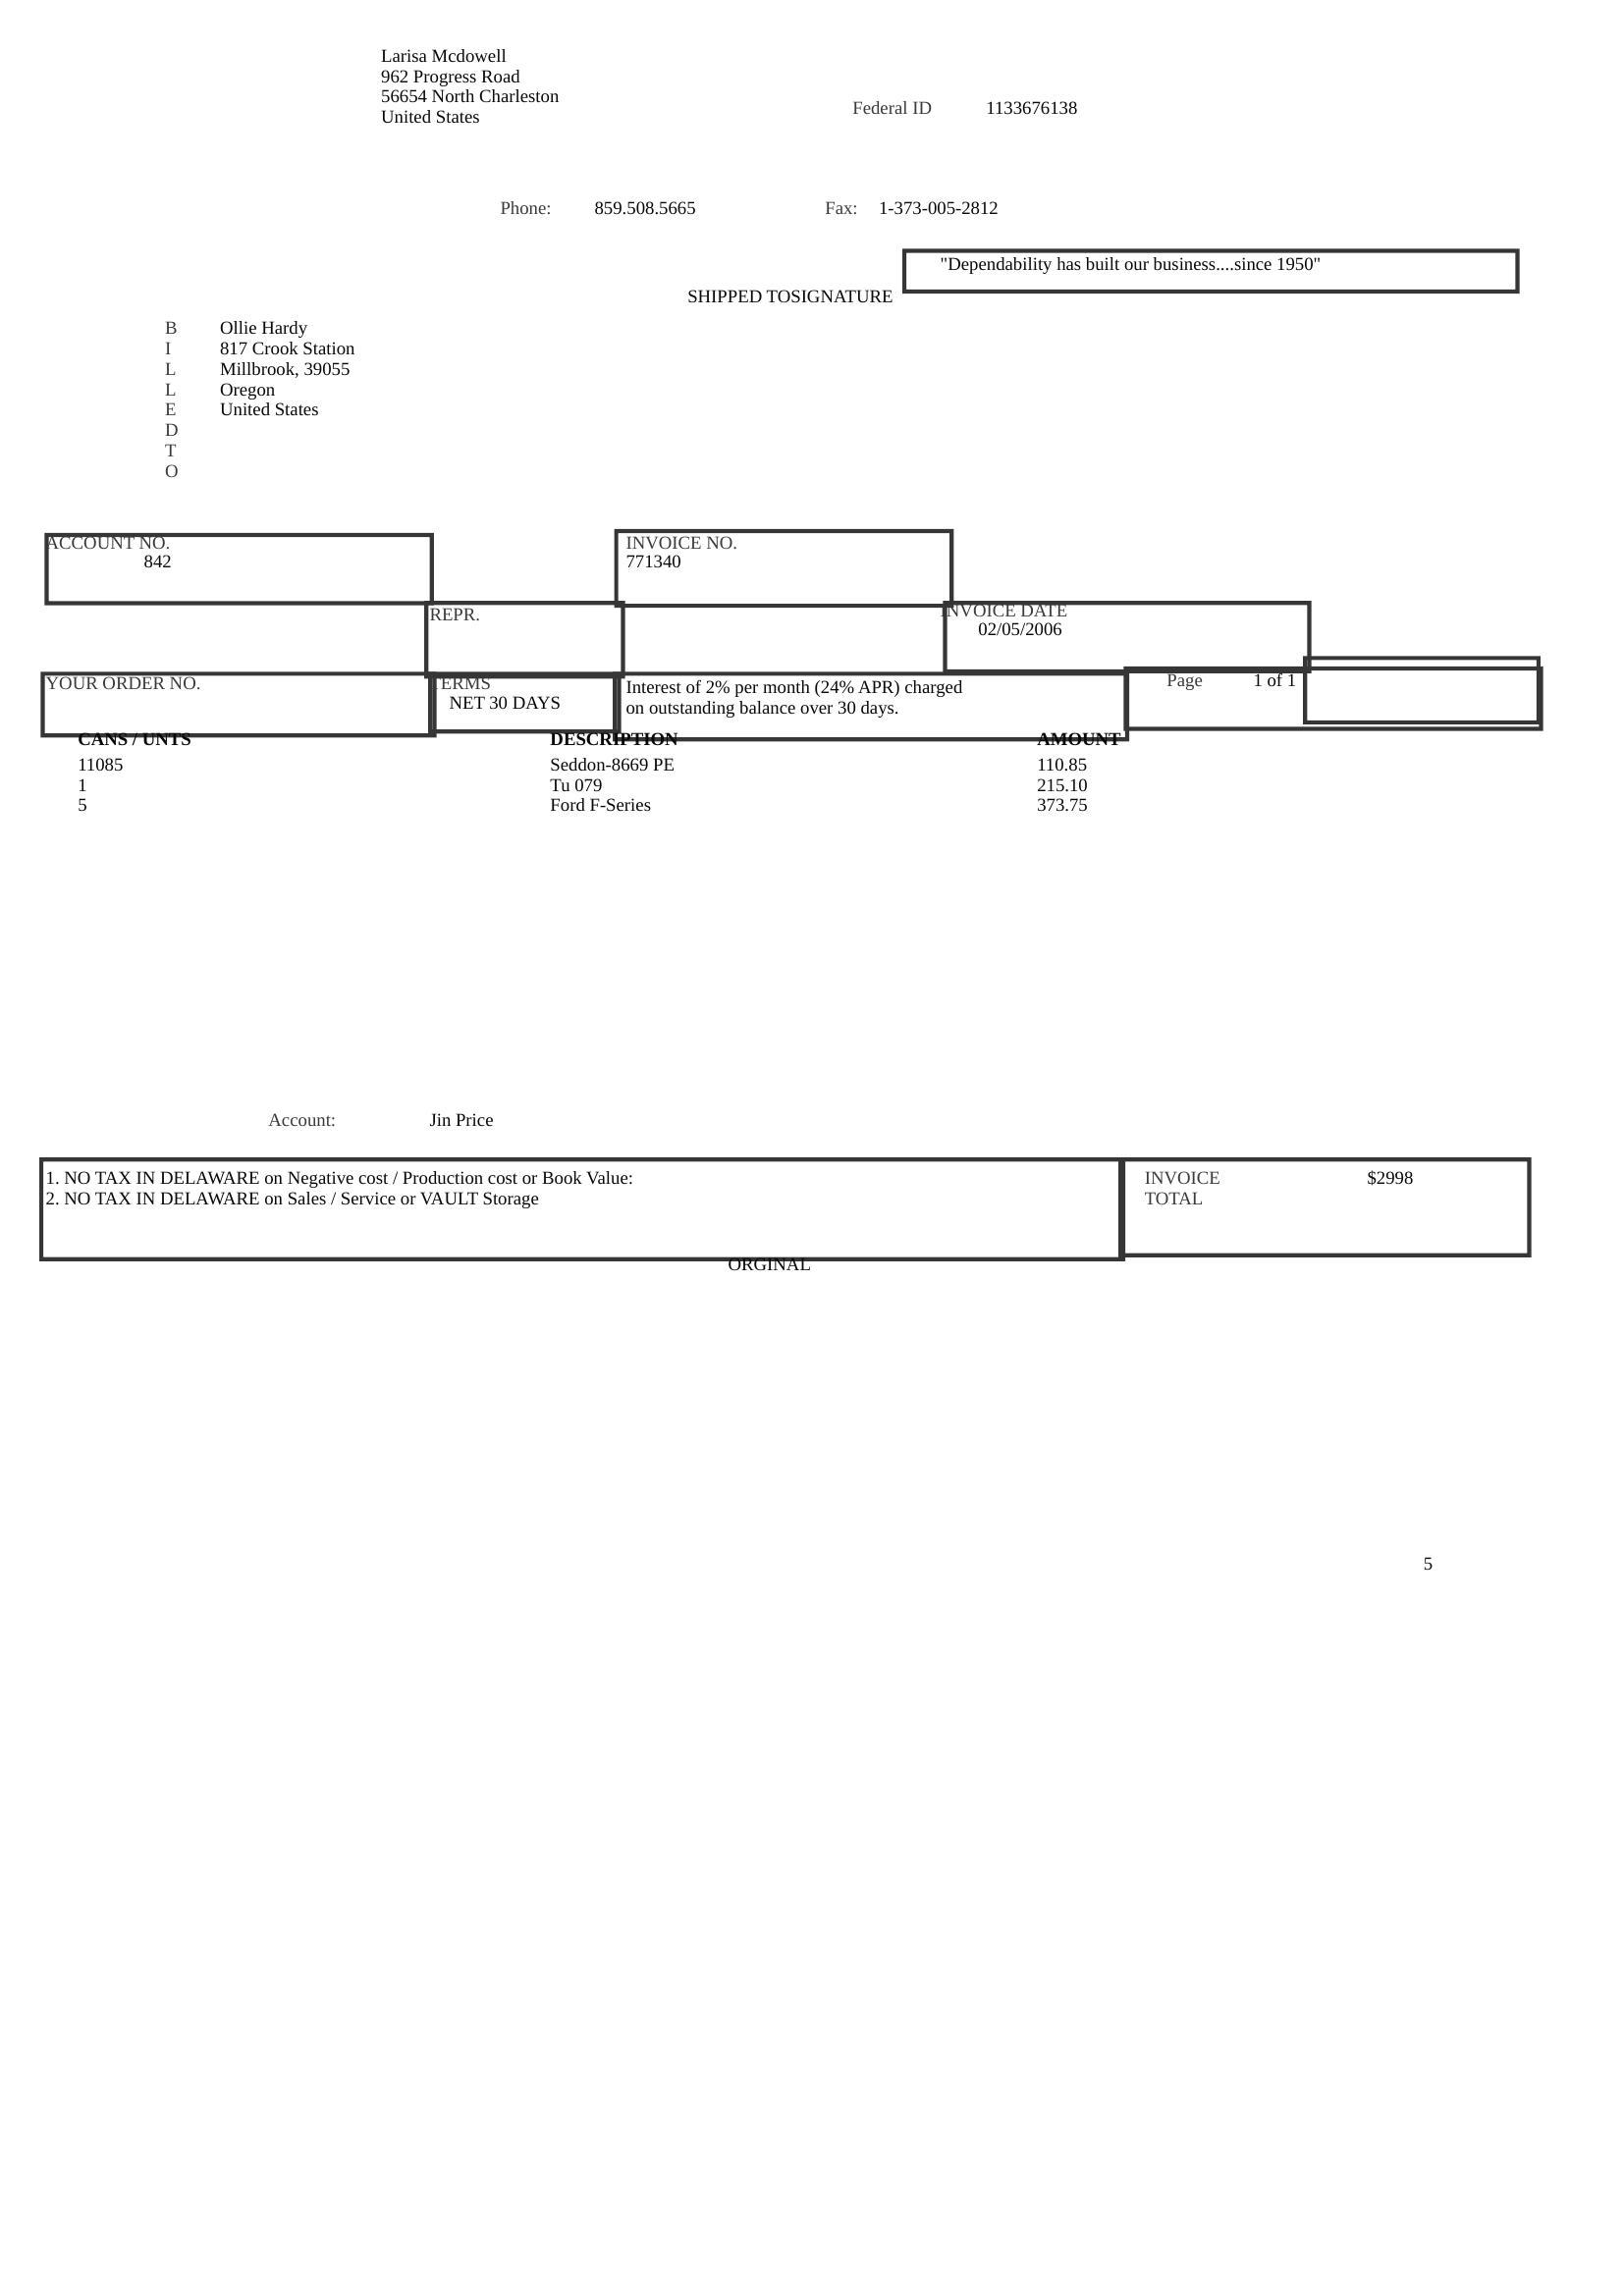 Larisa Mcdowell
962 Progress Road
56654 North Charleston
United States
Federal ID 1133676138
Phone: 859.508.5665 Fax: 1-373-005-2812
"Dependability has built our business....since 1950"
SHIPPED TOSIGNATURE
B Ollie Hardy
I 817 Crook Station
L Millbrook, 39055
L Oregon
E United States
D
T
O
ACCOUNT NO. INVOICE NO.
842 771340
REPR. INVOICE DATE
02/05/2006
YOUR ORDER NO. TERMS Interest of 2% per month (24% APR) charged Page 1 of 1
NET 30 DAYS on outstanding balance over 30 days.
CANS / UNTS DESCRIPTION AMOUNT
11085 Seddon-8669 PE 110.85
1 Tu 079 215.10
5 Ford F-Series 373.75
Account: Jin Price
1. NO TAX IN DELAWARE on Negative cost / Production cost or Book Value: INVOICE $2998
2. NO TAX IN DELAWARE on Sales / Service or VAULT Storage TOTAL
ORGINAL
5